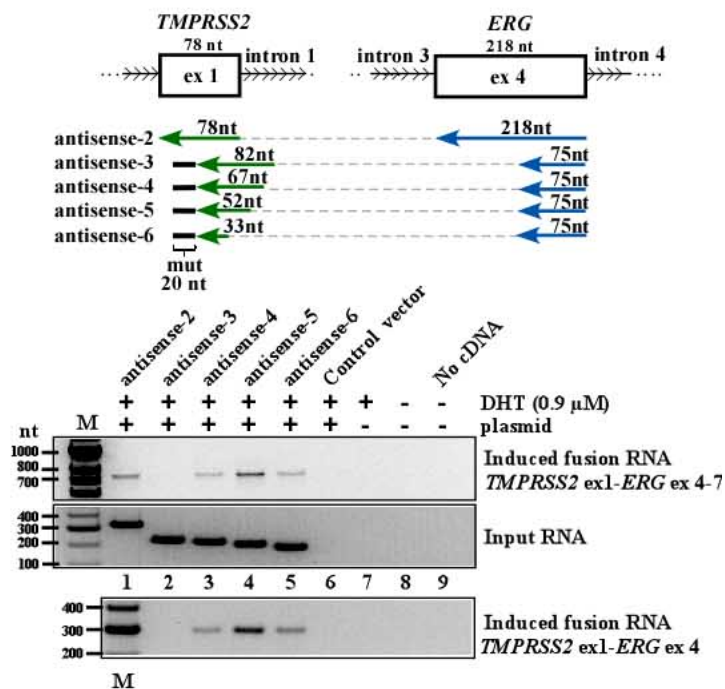 TMPRSS2 ERG
78 nt 218 nt
intron 1 intron 3 intron 4
ex 1 ex 4
antisense-2 78nt 218nt
antisense-3 82nt 75nt
antisense-4 67nt 75nt
antisense-5 52nt 75nt
antisense-6 33nt 75nt
mut
20 nt
antisense-2 antisense-3 antisense-4 antisense-5 antisense-6 Control vector No cDNA
+ + + + + + + - - DHT (0.9 µM)
nt M + + + + + + - - - plasmid
1000
800
700
Induced fusion RNA
TMPRSS2 ex1-ERG ex 4-7
400
300
200
100
Input RNA
1 2 3 4 5 6 7 8 9
400
300
200
Induced fusion RNA
TMPRSS2 ex1-ERG ex 4
M